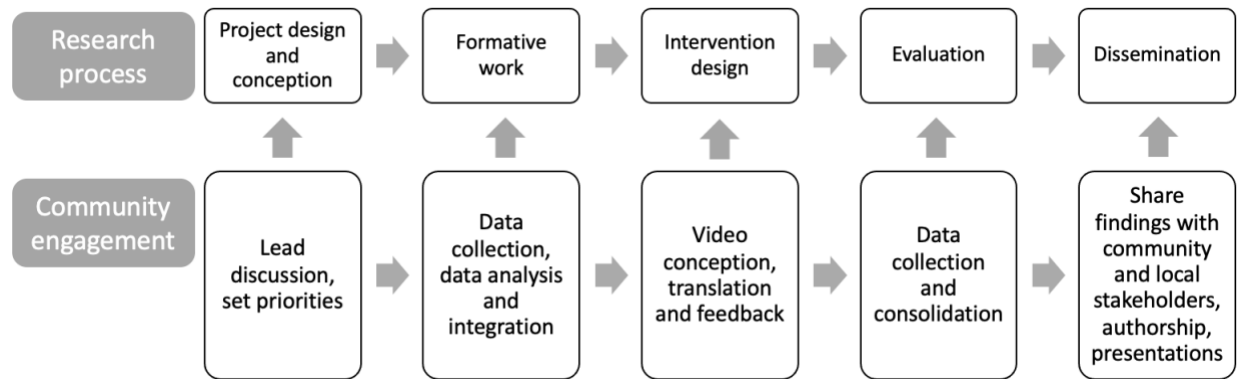 Research
process
Project design
and
conception
Formative
work
Intervention
design
Evaluation
Dissemination
Community
engagement
Lead
discussion,
set priorities
Data
collection,
data analysis
and
integration
Video
conception,
translation
and feedback
Data
collection
and
consolidation
Share
findings with
community
and local
stakeholders,
authorship,
presentations